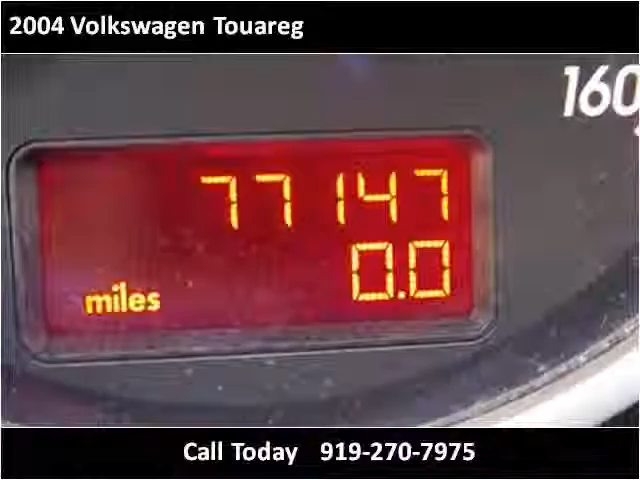 2004 Volkswagen Touareg
160
77147
0.0
miles
Call Today 919-270-7975